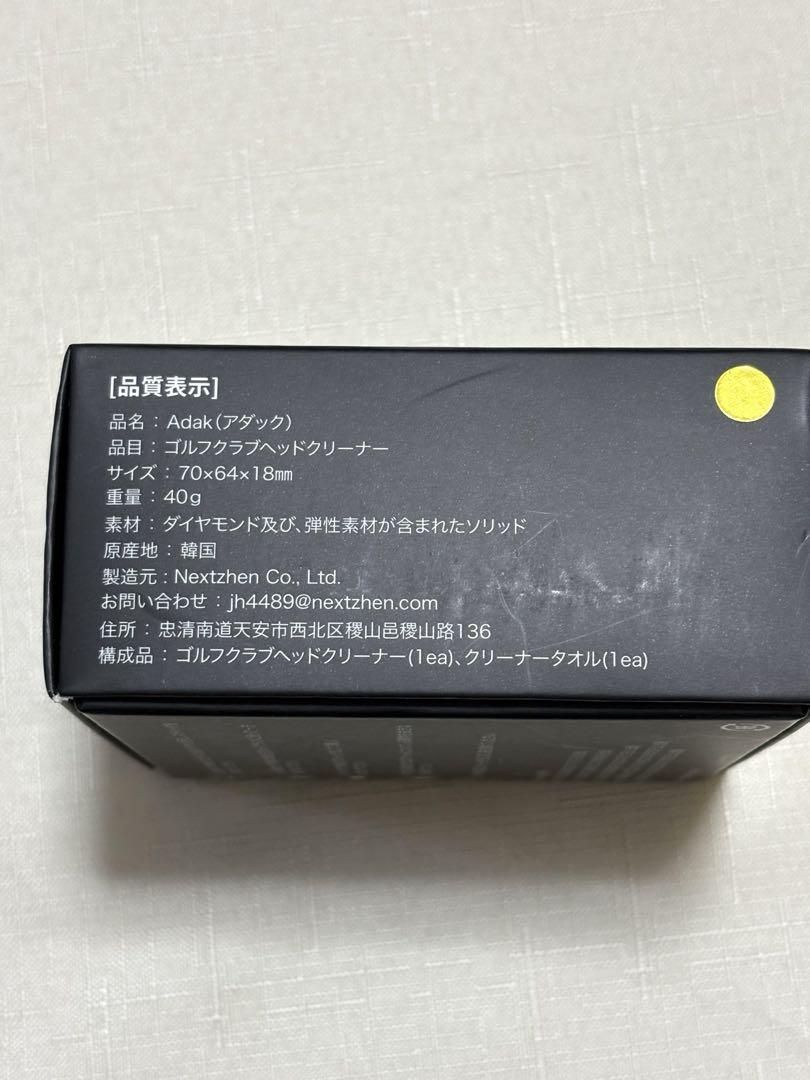 [品質表示]
品名 : Adak(アダック)
品目 : ゴルフクラブヘッドクリーナー
サイズ : 70×64×18㎜
重量 : 40g
素材 : ダイヤモンド及び、弾性素材が含まれたソリッド
原産地 : 韓国
製造元 : Nextzhen Co., Ltd.
お問い合わせ : jh4489@nextzhen.com
住所 : 忠清南道天安市西北区稷山邑稷山路136
構成品 : ゴルフクラブヘッドクリーナー(1ea)、クリーナータオル(1ea)